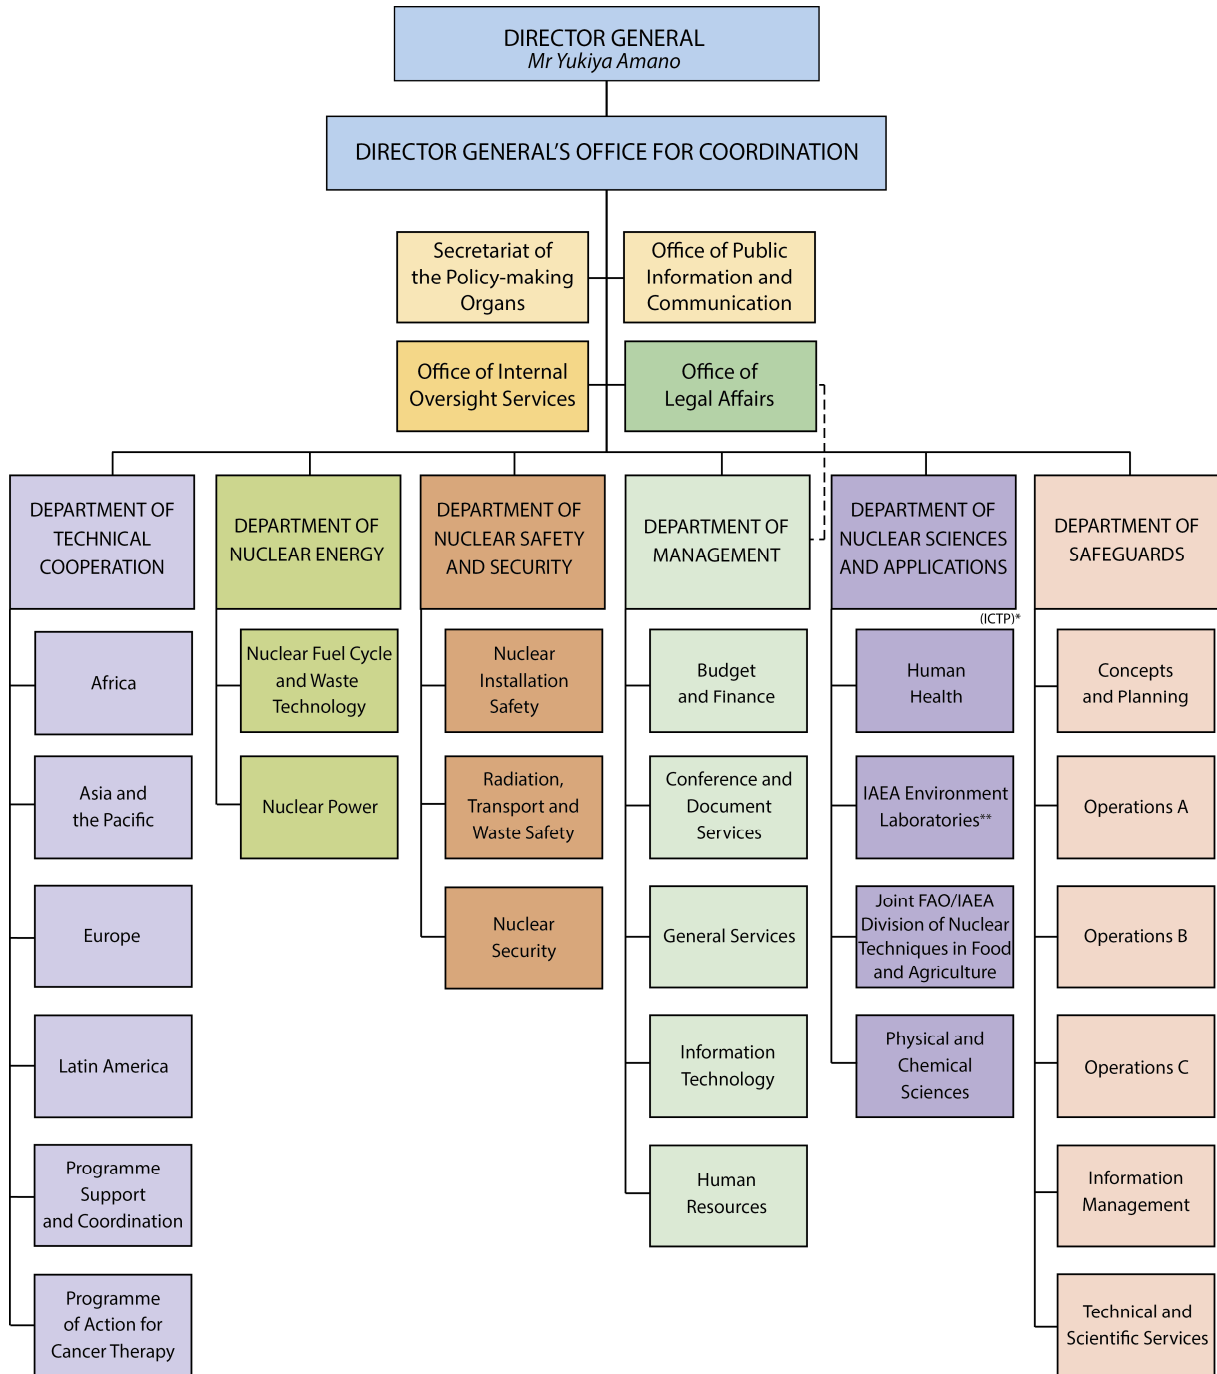 DIRECTOR GENERAL
Mr Yukiya Amano
DIRECTOR GENERAL’S OFFICE FOR COORDINATION
Secretariat of
the Policy-making
Organs
Office of Public
Information and
Communication
Office of Internal
Oversight Services
Office of
Legal Affairs
DEPARTMENT OF
TECHNICAL
COOPERATION
DEPARTMENT OF
NUCLEAR ENERGY
DEPARTMENT OF
NUCLEAR SAFETY
AND SECURITY
DEPARTMENT OF
MANAGEMENT
DEPARTMENT OF
NUCLEAR SCIENCES
AND APPLICATIONS
DEPARTMENT OF
SAFEGUARDS
(ICTP)*
Africa
Asia and
the Pacific
Europe
Latin America
Programme
Support
and Coordination
Programme
of Action for
Cancer Therapy
Nuclear Fuel Cycle
and Waste
Technology
Nuclear Power
Nuclear
Installation
Safety
Radiation,
Transport and
Waste Safety
Nuclear
Security
Budget
and Finance
Conference and
Document
Services
General Services
Information
Technology
Human
Resources
Human
Health
IAEA Environment
Laboratories**
Joint FAO/IAEA
Division of Nuclear
Techniques in Food
and Agriculture
Physical and
Chemical
Sciences
Concepts
and Planning
Operations A
Operations B
Operations C
Information
Management
Technical and
Scientific Services